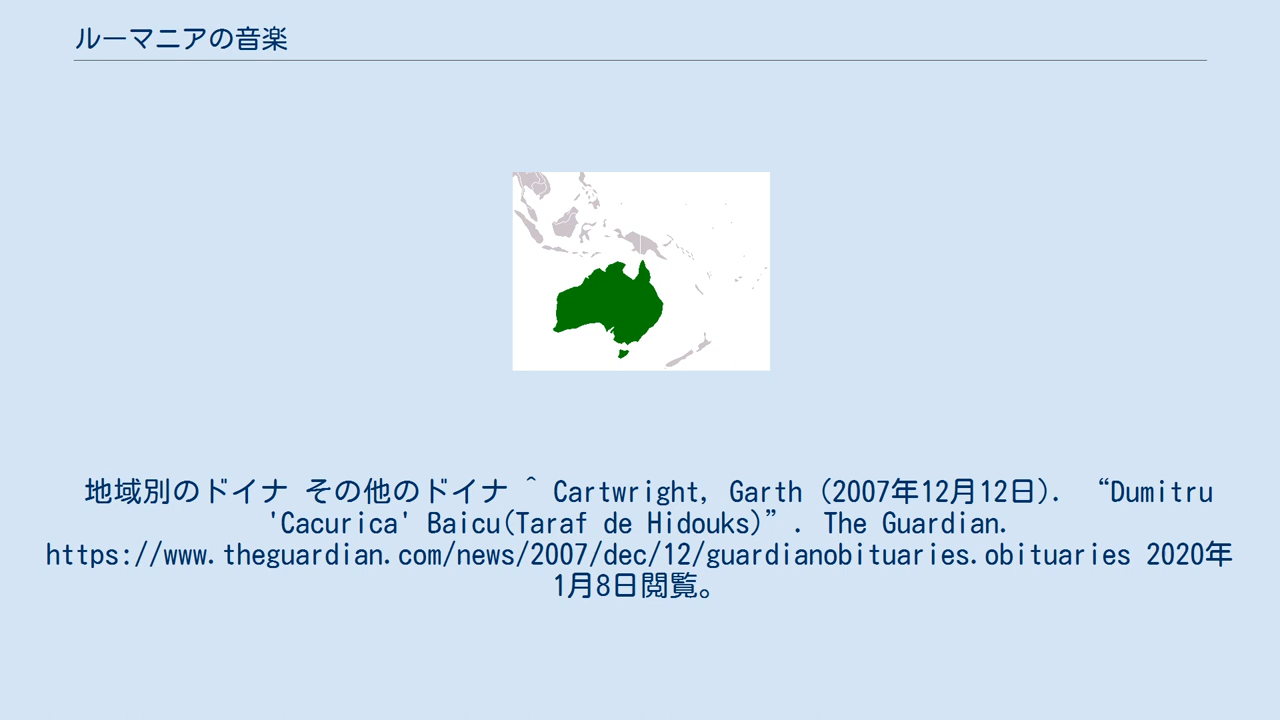 ルーマニアの音楽
地域別のドイナ その他のドイナ ^ Cartwright, Garth (2007年12月12日). “Dumitru
'Cacurica' Baicu(Taraf de Hidouks)”. The Guardian.
https://www.theguardian.com/news/2007/dec/12/guardianobituaries.obituaries 2020年
1月8日閲覧。